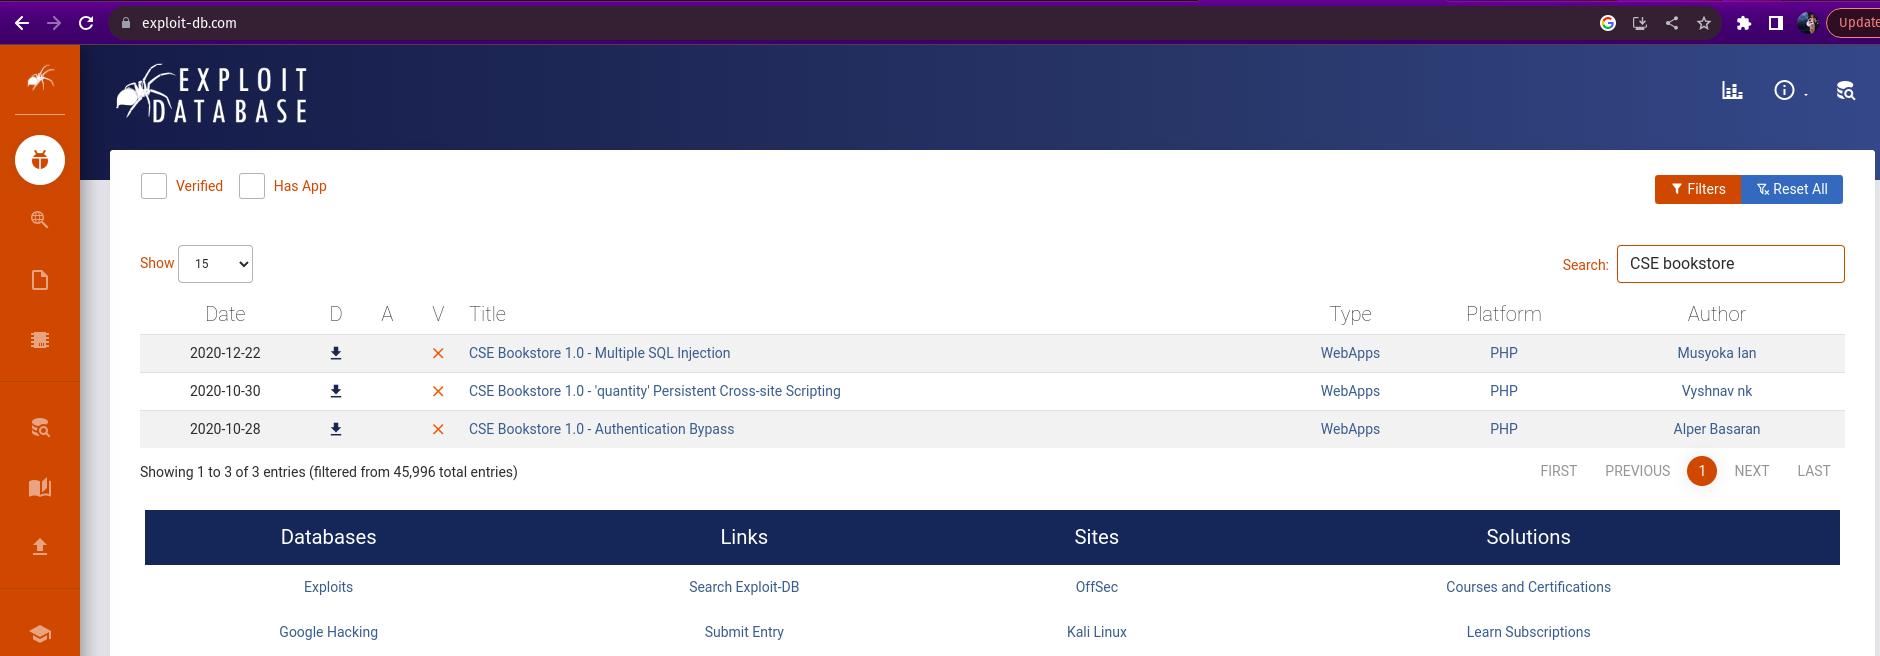 exploit-db.com
Update
EXPLOIT
DATABASE
Verified Has App
Filters Reset All
Show 15 Search: CSE bookstore
Date D A V Title Type Platform Author
2020-12-22 CSE Bookstore 1.0 - Multiple SQL Injection WebApps PHP Musyoka Ian
2020-10-30 CSE Bookstore 1.0 - 'quantity' Persistent Cross-site Scripting WebApps PHP Vyshnav nk
2020-10-28 CSE Bookstore 1.0 - Authentication Bypass WebApps PHP Alper Basaran
Showing 1 to 3 of 3 entries (filtered from 45,996 total entries) FIRST PREVIOUS 1 NEXT LAST
Databases Links Sites Solutions
Exploits Search Exploit-DB OffSec Courses and Certifications
Google Hacking Submit Entry Kali Linux Learn Subscriptions